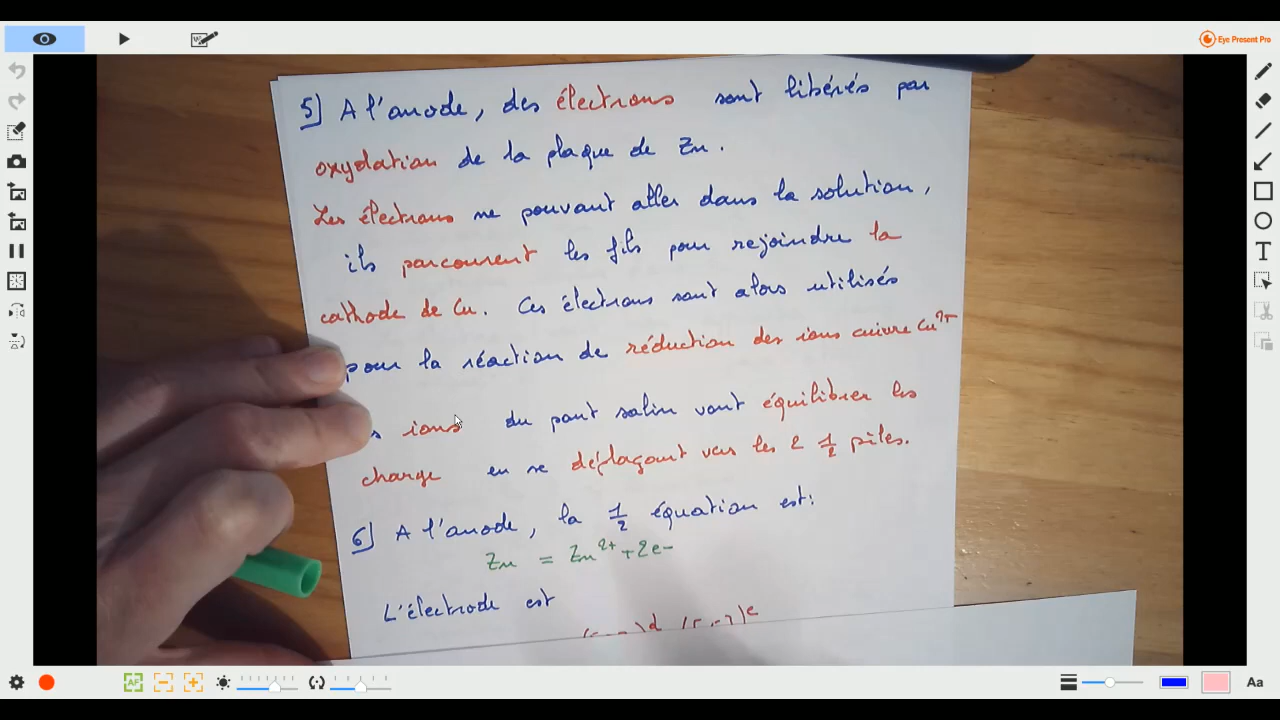 Eye Present Pro
5) A l'anode, des électrons sont libérés par
oxydation de la plaque de Zn.
Les électrons ne pouvant aller dans la solution,
ils parcourent les fils pour rejoindre la
cathode de Cu. Ces électrons sont alors utilisés
pour la réaction de réduction des ions cuivre Cu²⁺
ions du pont salin vont équilibrer les
charge en se déplaçant vers les 2 1/2 piles.
6) A l'anode, la 1/2 équation est:
Zn = Zn²⁺ + 2e-
L'électrode est
AF
T
Aa